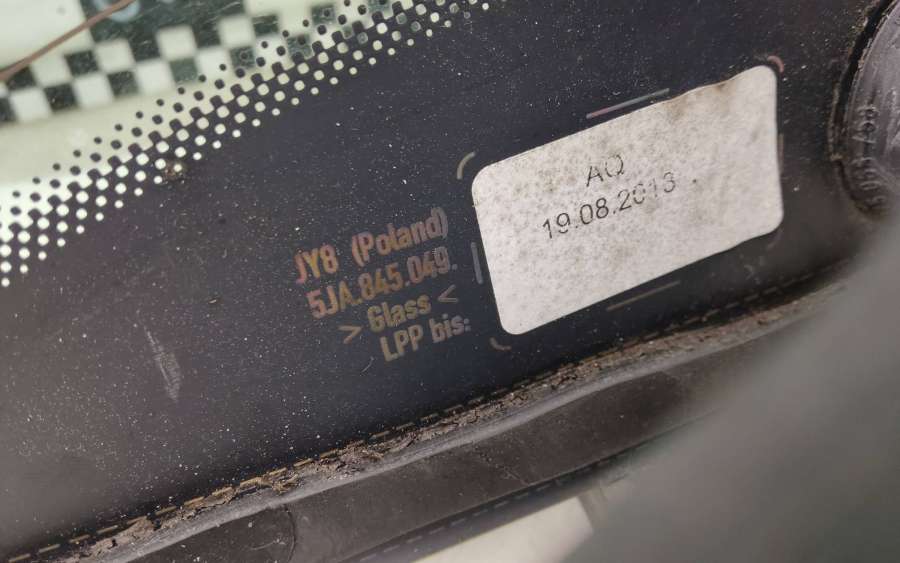 JY8 (Poland)
5JA.845.049.
> Glass <
LPP bis:
AQ
19.08.2013